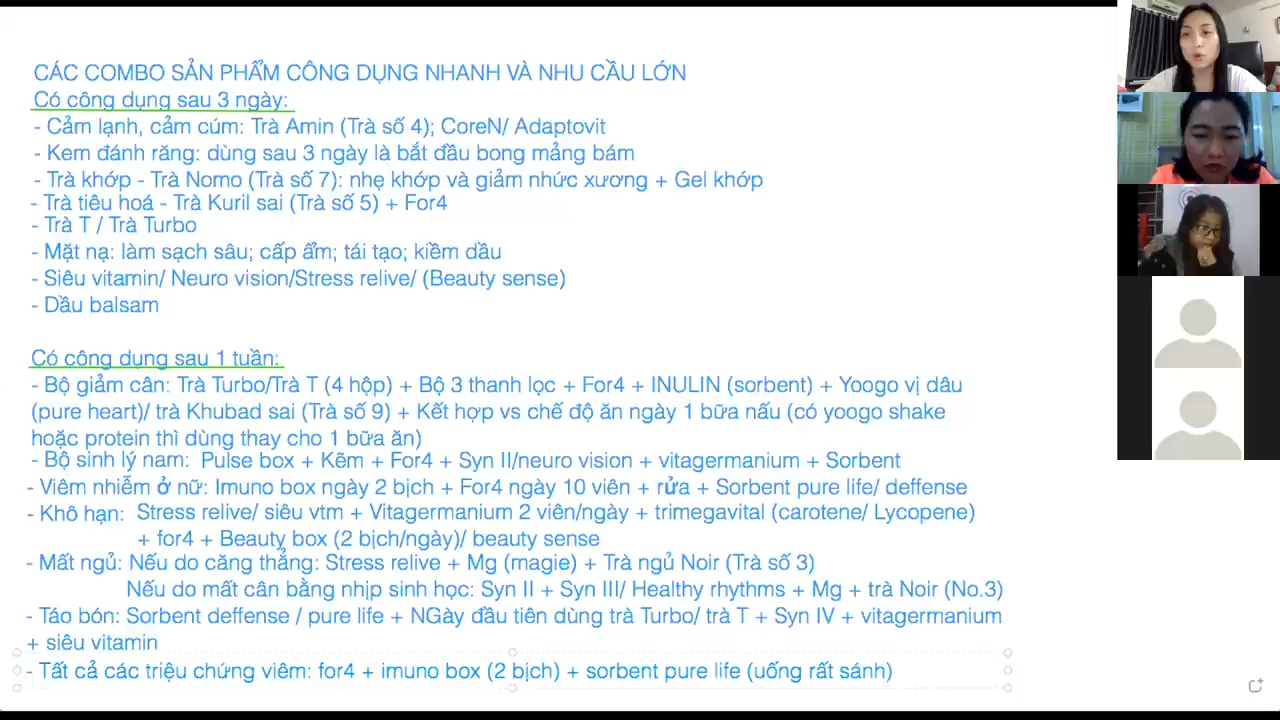 CÁC COMBO SẢN PHẨM CÔNG DỤNG NHANH VÀ NHU CẦU LỚN
Có công dụng sau 3 ngày:
- Cảm lạnh, cảm cúm: Trà Amin (Trà số 4); CoreN/ Adaptovit
- Kem đánh răng: dùng sau 3 ngày là bắt đầu bong mảng bám
- Trà khớp - Trà Nomo (Trà số 7): nhẹ khớp và giảm nhức xương + Gel khớp
- Trà tiêu hoá - Trà Kuril sai (Trà số 5) + For4
- Trà T / Trà Turbo
- Mặt nạ: làm sạch sâu; cấp ẩm; tái tạo; kiềm dầu
- Siêu vitamin/ Neuro vision/Stress relive/ (Beauty sense)
- Dầu balsam
Có công dụng sau 1 tuần:
- Bộ giảm cân: Trà Turbo/Trà T (4 hộp) + Bộ 3 thanh lọc + For4 + INULIN (sorbent) + Yoogo vị dâu
(pure heart)/ trà Khubad sai (Trà số 9) + Kết hợp vs chế độ ăn ngày 1 bữa nấu (có yoogo shake
hoặc protein thì dùng thay cho 1 bữa ăn)
- Bộ sinh lý nam: Pulse box + Kẽm + For4 + Syn II/neuro vision + vitagermanium + Sorbent
- Viêm nhiễm ở nữ: Imuno box ngày 2 bịch + For4 ngày 10 viên + rửa + Sorbent pure life/ deffense
- Khô hạn: Stress relive/ siêu vtm + Vitagermanium 2 viên/ngày + trimegavital (carotene/ Lycopene)
+ for4 + Beauty box (2 bịch/ngày)/ beauty sense
- Mất ngủ: Nếu do căng thẳng: Stress relive + Mg (magie) + Trà ngủ Noir (Trà số 3)
Nếu do mất cân bằng nhịp sinh học: Syn II + Syn III/ Healthy rhythms + Mg + trà Noir (No.3)
- Táo bón: Sorbent deffense / pure life + NGày đầu tiên dùng trà Turbo/ trà T + Syn IV + vitagermanium
+ siêu vitamin
- Tất cả các triệu chứng viêm: for4 + imuno box (2 bịch) + sorbent pure life (uống rất sánh)